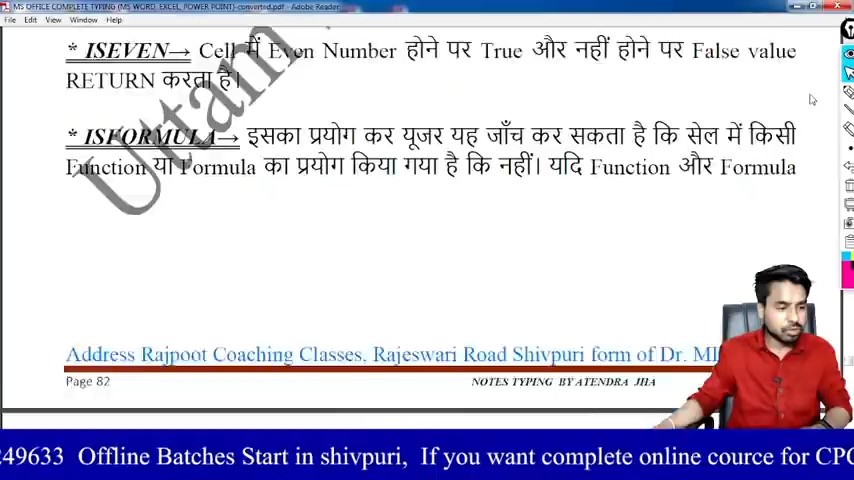 MS OFFICE COMPLETE TYPING (MS WORD, EXCEL, POWER POINT)-converted.pdf - Adobe Reader
File Edit View Window Help
* ISEVEN→ Cell में Even Number होने पर True और नहीं होने पर False value
RETURN करता है।
* ISFORMULA→ इसका प्रयोग कर यूजर यह जाँच कर सकता है कि सेल में किसी
Function या Formula का प्रयोग किया गया है कि नहीं। यदि Function और Formula
Uttam
Address Rajpoot Coaching Classes, Rajeswari Road Shivpuri form of Dr.
Page 82
NOTES TYPING BY ATENDRA JHA
249633 Offline Batches Start in shivpuri, If you want complete online cource for CPC